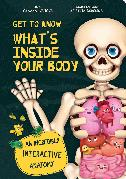 GET TO KNOW
WHAT'S
INSIDE
YOUR BODY
AN INCREDIBLY
INTERACTIVE
ANATOMY